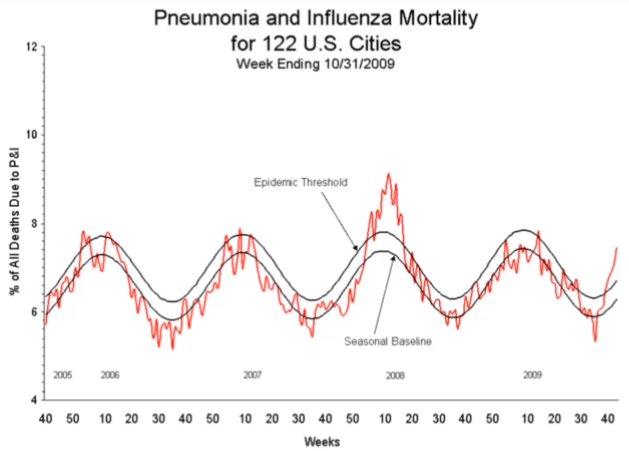 Pneumonia and Influenza Mortality
for 122 U.S. Cities
Week Ending 10/31/2009
12
10
8
6
4
% of All Deaths Due to P&I
Epidemic Threshold
Seasonal Baseline
2005 2006 2007 2008 2009
40 50 10 20 30 40 50 10 20 30 40 50 10 20 30 40 50 10 20 30 40
Weeks